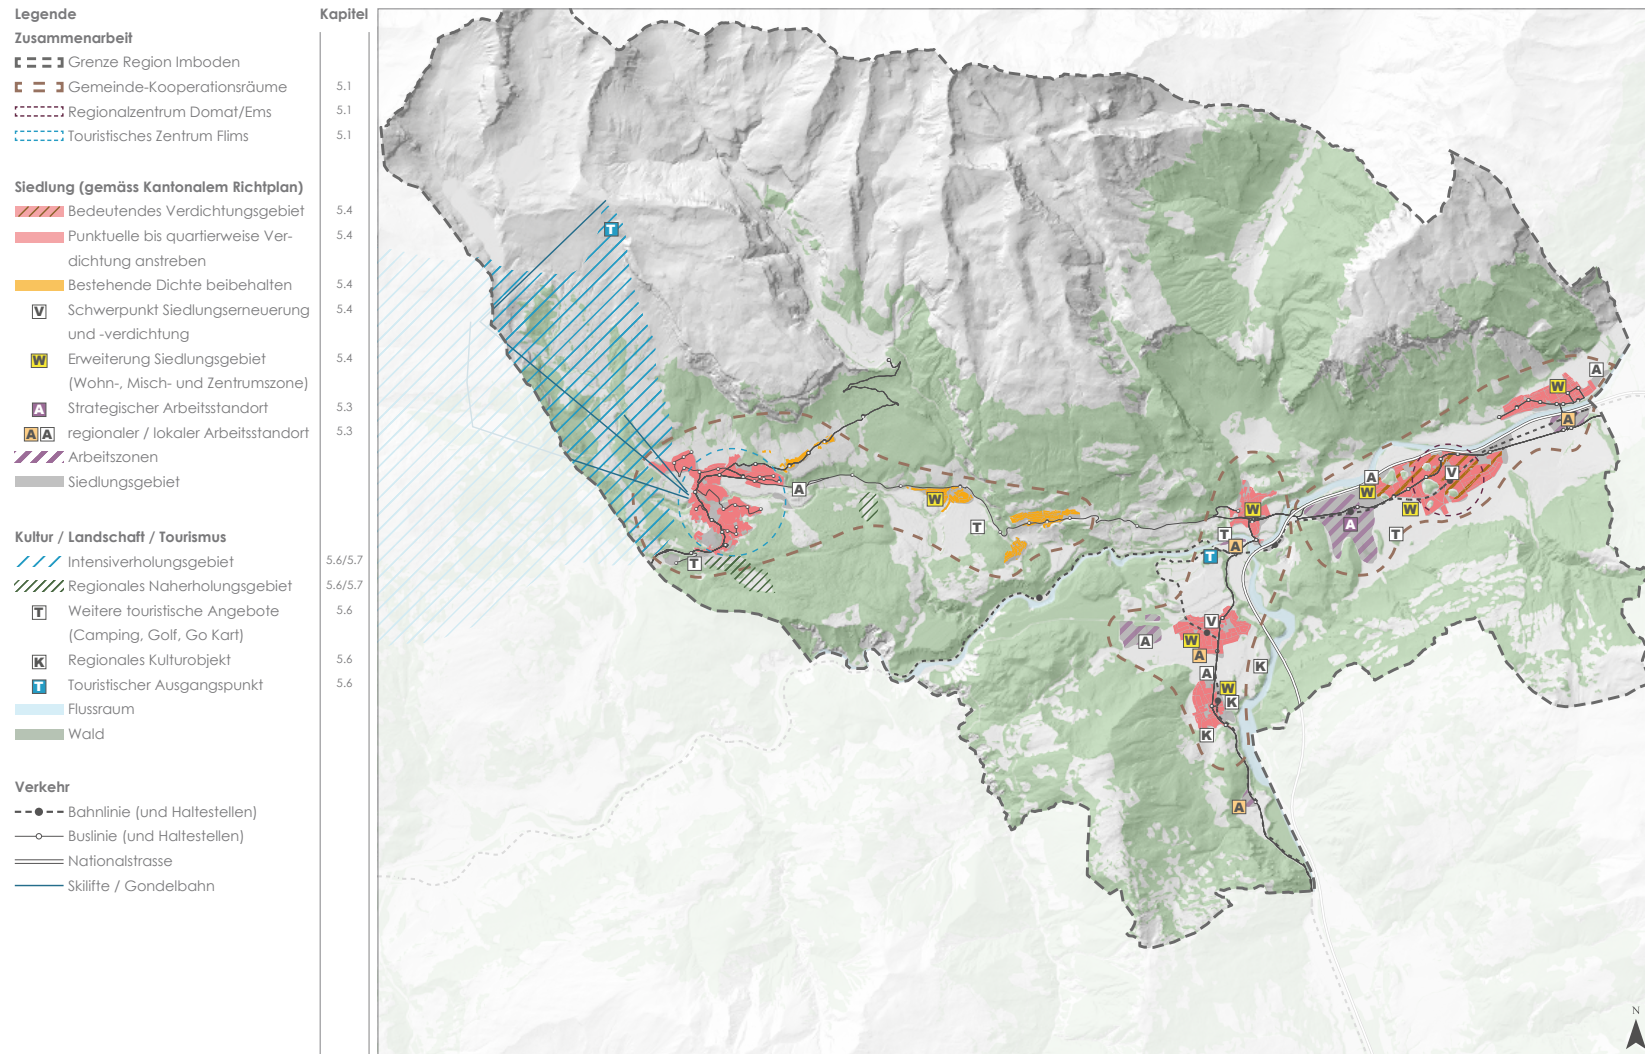 Legende Kapitel
Zusammenarbeit
Grenze Region Imboden
Gemeinde-Kooperationsräume 5.1
Regionalzentrum Domat/Ems 5.1
Touristisches Zentrum Flims 5.1
Siedlung (gemäss Kantonalem Richtplan)
Bedeutendes Verdichtungsgebiet 5.4
Punktuelle bis quartierweise Ver- 5.4
dichtung anstreben
Bestehende Dichte beibehalten 5.4
V Schwerpunkt Siedlungserneuerung 5.4
und -verdichtung
W Erweiterung Siedlungsgebiet 5.4
(Wohn-, Misch- und Zentrumszone)
A Strategischer Arbeitsstandort 5.3
A A regionaler / lokaler Arbeitsstandort 5.3
Arbeitszonen
Siedlungsgebiet
Kultur / Landschaft / Tourismus
Intensiverholungsgebiet 5.6/5.7
Regionales Naherholungsgebiet 5.6/5.7
T Weitere touristische Angebote 5.6
(Camping, Golf, Go Kart)
K Regionales Kulturobjekt 5.6
T Touristischer Ausgangspunkt 5.6
Flussraum
Wald
Verkehr
Bahnlinie (und Haltestellen)
Buslinie (und Haltestellen)
Nationalstrasse
Skilifte / Gondelbahn
T
A
W
A
A
W
T
V
A
W
W
W
A
T
T
A
T
T
V
W
A
A
A
K
W
K
K
A
N